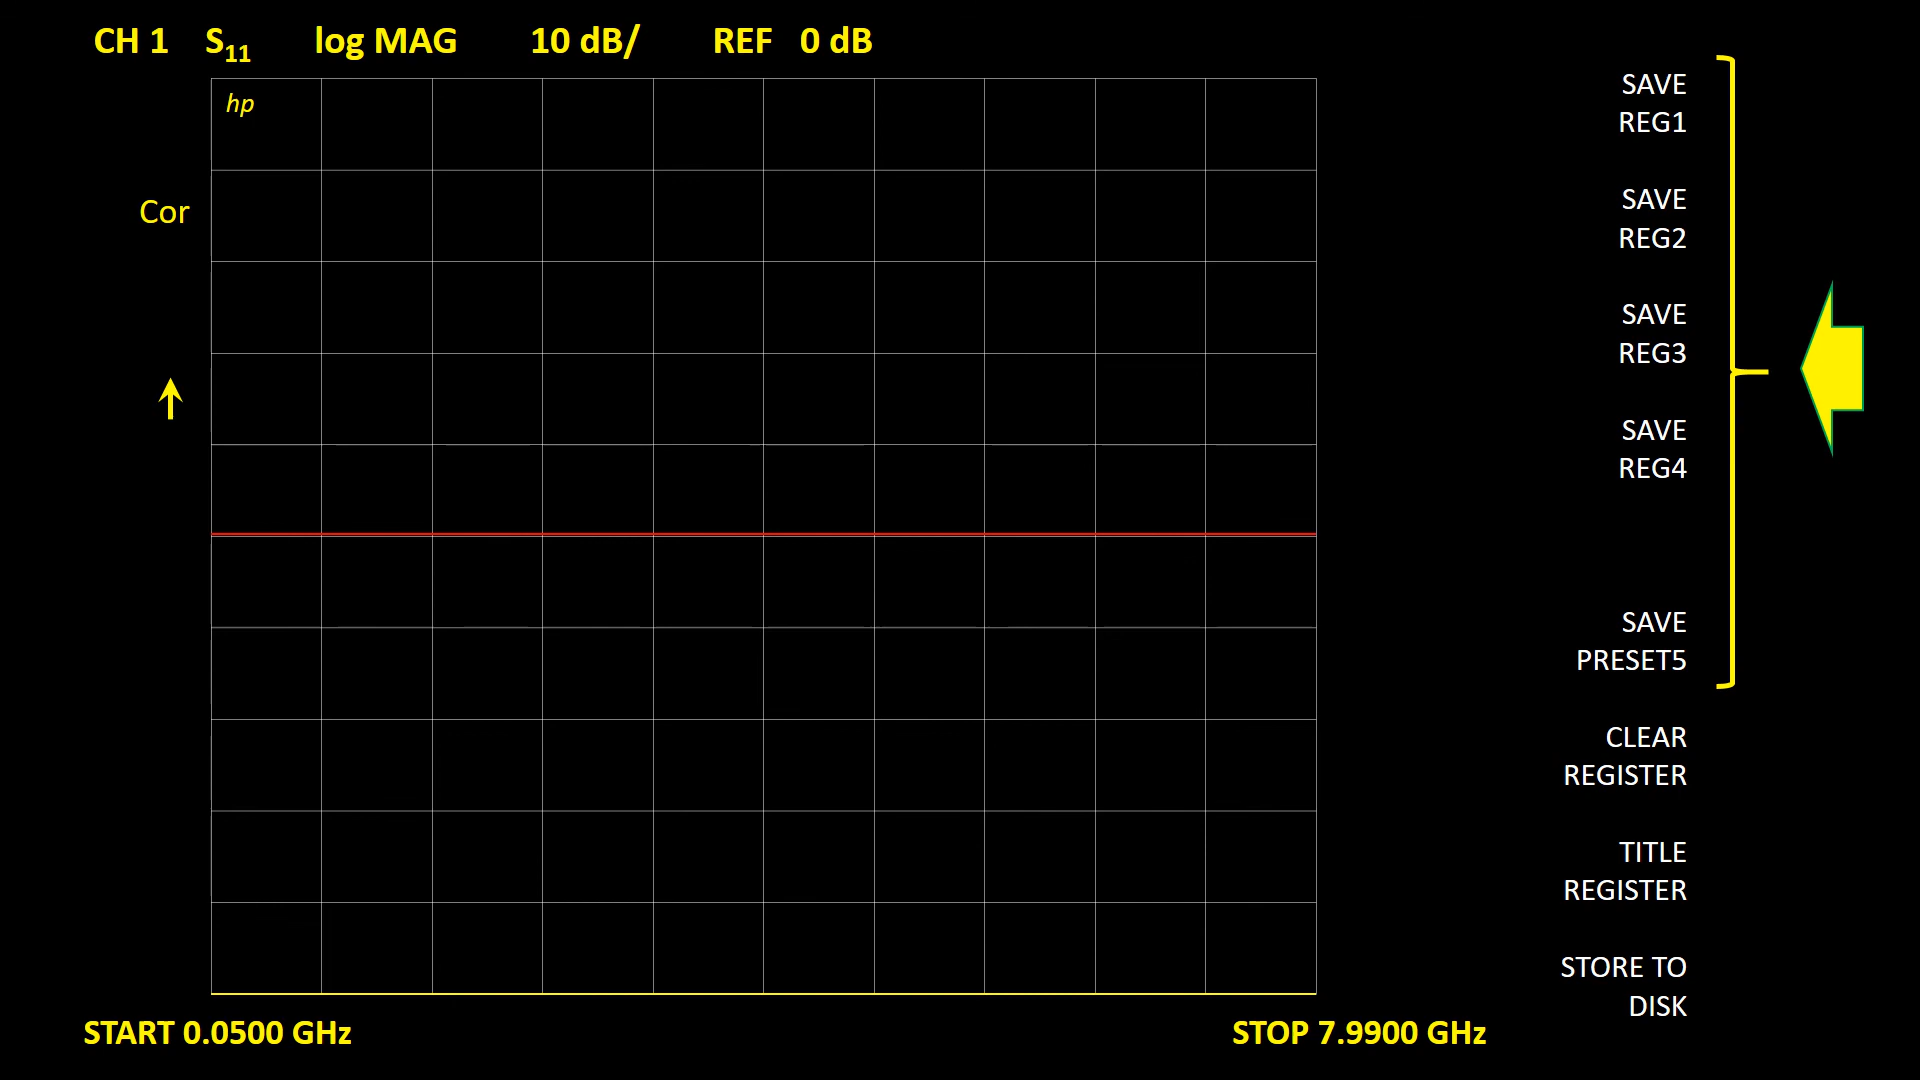 CH 1 S11 log MAG 10 dB/ REF 0 dB
hp
Cor
SAVE
REG1
SAVE
REG2
SAVE
REG3
SAVE
REG4
SAVE
PRESET5
CLEAR
REGISTER
TITLE
REGISTER
STORE TO
DISK
START 0.0500 GHz STOP 7.9900 GHz